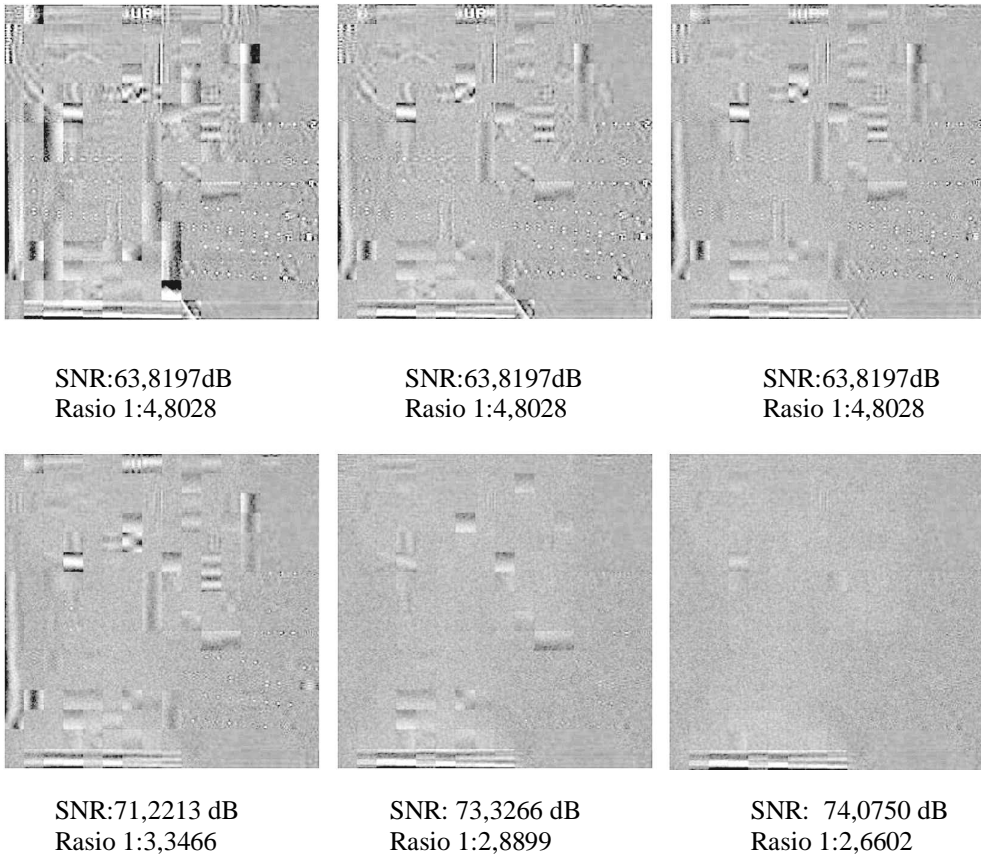 SNR:63,8197dB
Rasio 1:4,8028
SNR:63,8197dB
Rasio 1:4,8028
SNR:63,8197dB
Rasio 1:4,8028
SNR:71,2213 dB
Rasio 1:3,3466
SNR: 73,3266 dB
Rasio 1:2,8899
SNR: 74,0750 dB
Rasio 1:2,6602